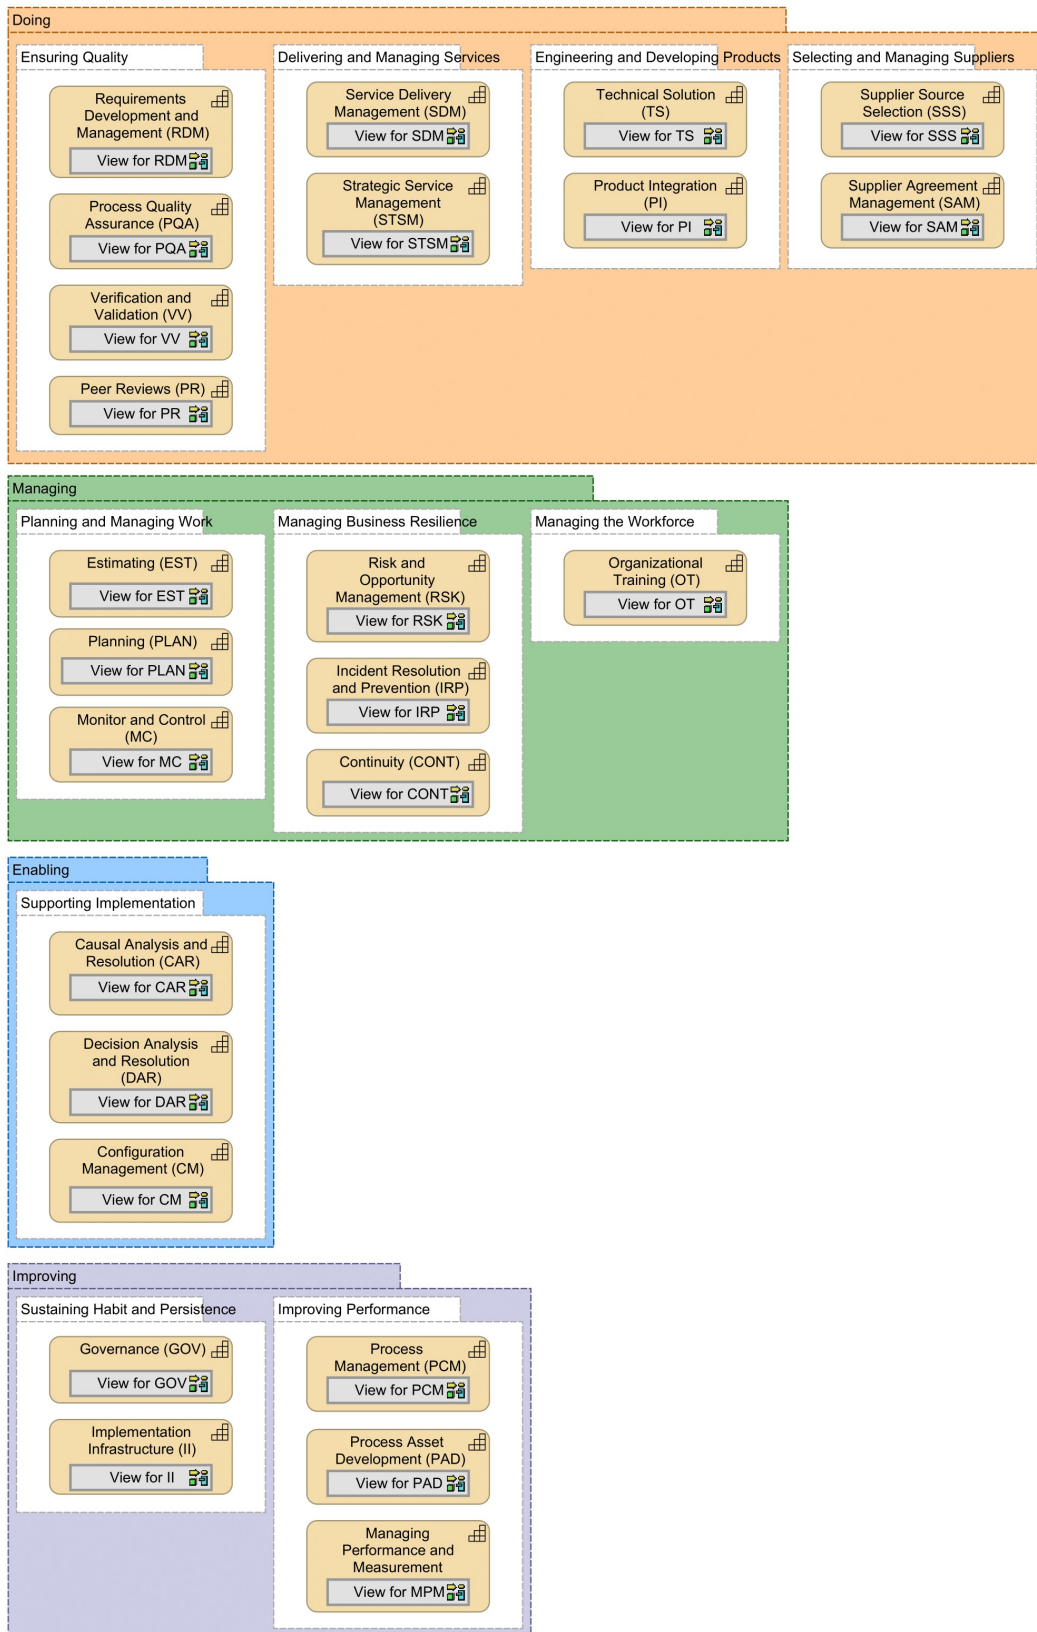 Doing
Ensuring Quality
Requirements
Development and
Management (RDM)
View for RDM
Process Quality
Assurance (PQA)
View for PQA
Verification and
Validation (VV)
View for VV
Peer Reviews (PR)
View for PR
Delivering and Managing Services
Service Delivery
Management (SDM)
View for SDM
Strategic Service
Management
(STSM)
View for STSM
Engineering and Developing Products
Technical Solution
(TS)
View for TS
Product Integration
(PI)
View for PI
Selecting and Managing Suppliers
Supplier Source
Selection (SSS)
View for SSS
Supplier Agreement
Management (SAM)
View for SAM
Managing
Planning and Managing Work
Estimating (EST)
View for EST
Planning (PLAN)
View for PLAN
Monitor and Control
(MC)
View for MC
Managing Business Resilience
Risk and
Opportunity
Management (RSK)
View for RSK
Incident Resolution
and Prevention (IRP)
View for IRP
Continuity (CONT)
View for CONT
Managing the Workforce
Organizational
Training (OT)
View for OT
Enabling
Supporting Implementation
Causal Analysis and
Resolution (CAR)
View for CAR
Decision Analysis
and Resolution
(DAR)
View for DAR
Configuration
Management (CM)
View for CM
Improving
Sustaining Habit and Persistence
Governance (GOV)
View for GOV
Implementation
Infrastructure (II)
View for II
Improving Performance
Process
Management (PCM)
View for PCM
Process Asset
Development (PAD)
View for PAD
Managing
Performance and
Measurement
View for MPM